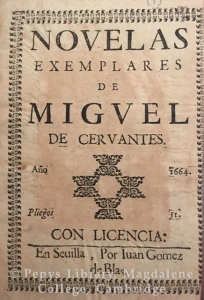 NOVELAS
EXEMPLARES
DE
MIGVEL
DE CERVANTES.
Año 1664.
Pliegos 51.
CON LICENCIA:
En Seuilla, Por Iuan Gomez
de Blas.
© Pepys Library, Magdalene
College, Cambridge